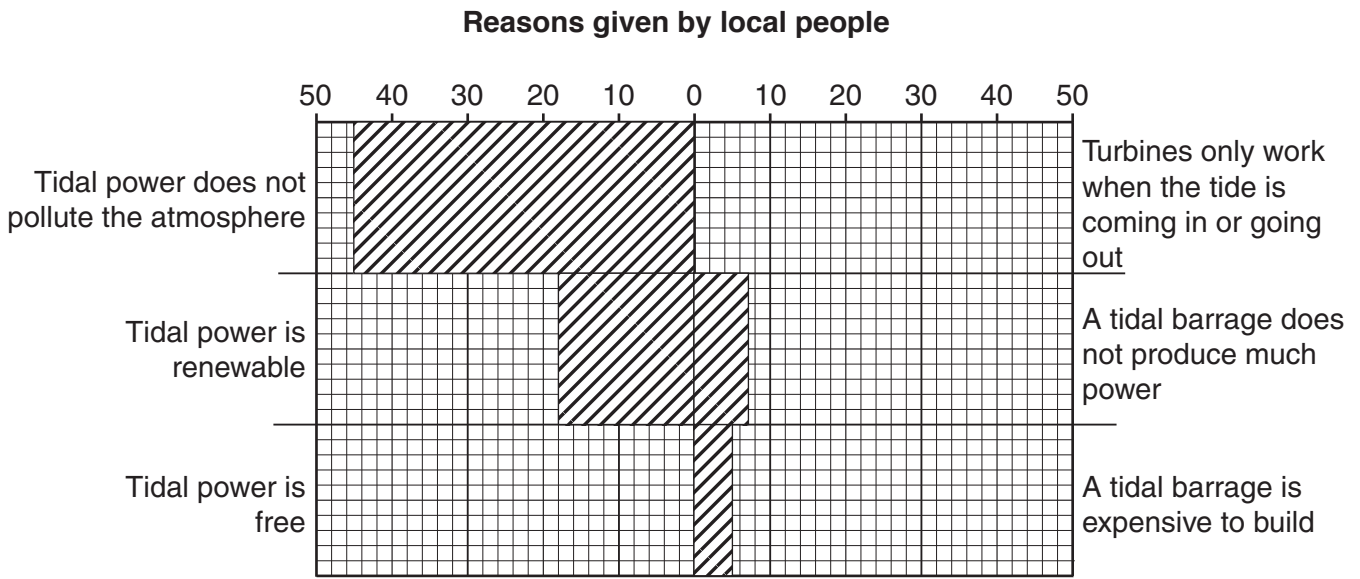 Reasons given by local people
50 40 30 20 10 0 10 20 30 40 50
Tidal power does not
pollute the atmosphere
Turbines only work
when the tide is
coming in or going
out
Tidal power is
renewable
A tidal barrage does
not produce much
power
Tidal power is
free
A tidal barrage is
expensive to build